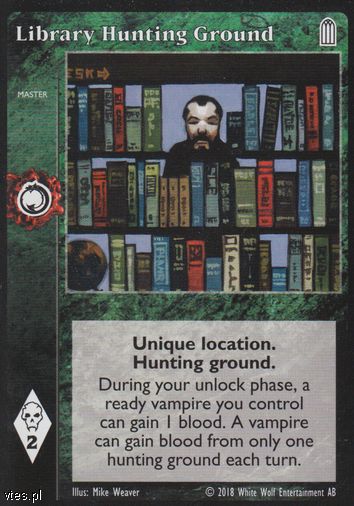 Library Hunting Ground
MASTER
Unique location.
Hunting ground.
During your unlock phase, a
ready vampire you control
can gain 1 blood. A vampire
can gain blood from only one
hunting ground each turn.
2
Illus: Mike Weaver
© 2018 White Wolf Entertainment AB
vtes.pl